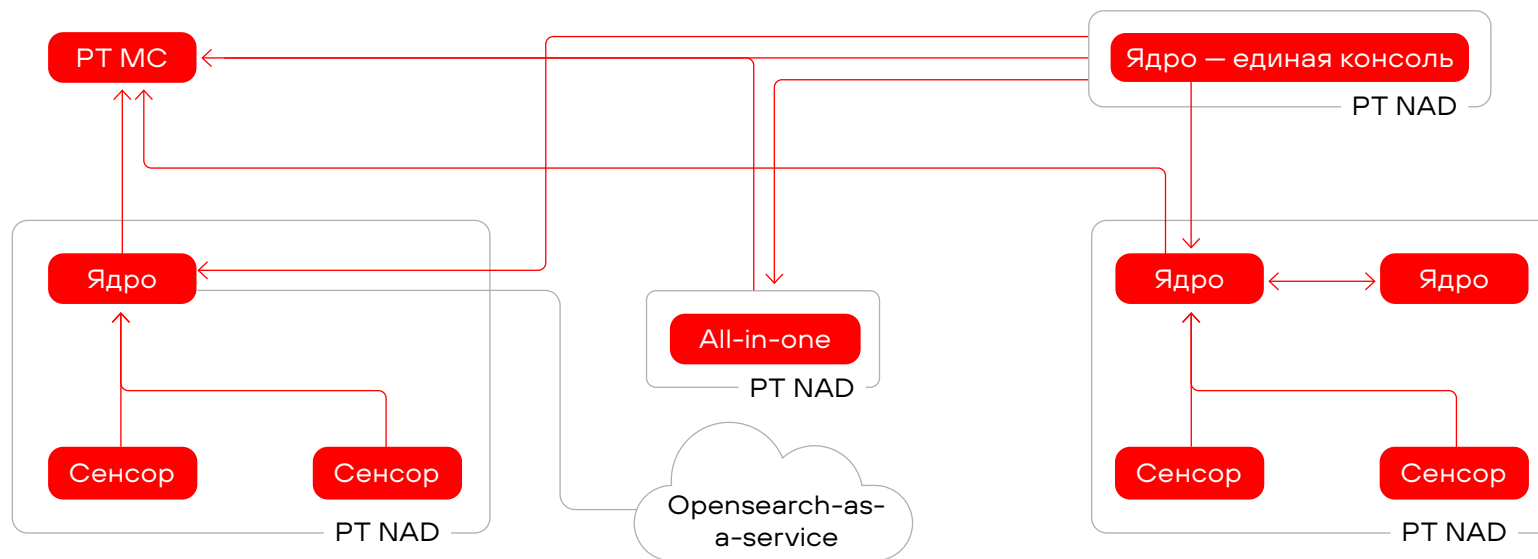 PT MC
Ядро — единая консоль
PT NAD
Ядро
Ядро
Ядро
All-in-one
PT NAD
Сенсор
Сенсор
Сенсор
Сенсор
Opensearch-as-
a-service
PT NAD
PT NAD